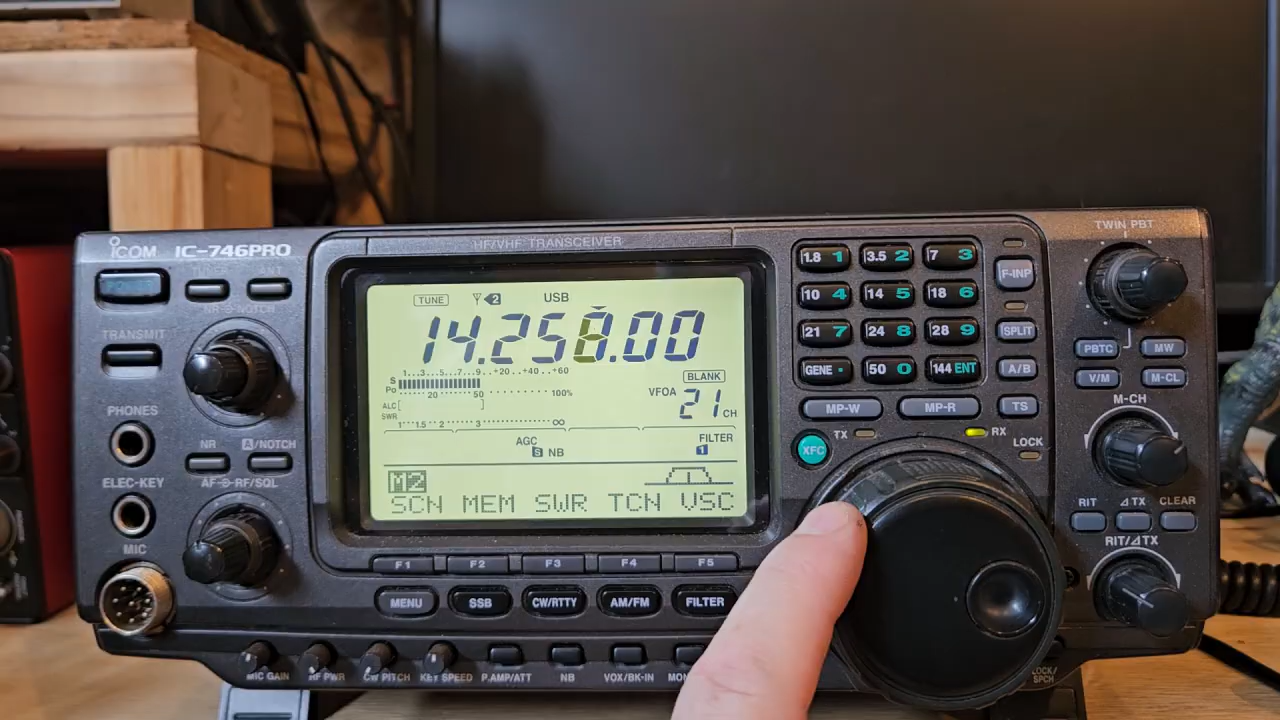 ICOM IC-746PRO
HF/VHF TRANSCEIVER
TRANSMIT
PHONES
NR A/NOTCH
ELEC-KEY AF RF/SQL
MIC
TUNE 2 USB
14.258.00
S 1 3 5 7 9 +20 +40 +60
Po 20 50 100%
ALC
SWR 1 1.5 2 3 ∞
BLANK
VFOA 21 CH
AGC S NB
FILTER 1
M2
SCN MEM SWR TCN VSC
F1 F2 F3 F4 F5
MENU SSB CW/RTTY AM/FM FILTER
MIC GAIN RF PWR CW PITCH KEY SPEED P.AMP/ATT NB VOX/BK-IN MON
1.8 1 3.5 2 7 3
10 4 14 5 18 6
21 7 24 8 28 9
GENE · 50 0 144 ENT
F-INP
SPLIT
A/B
MP-W MP-R TS
XFC TX RX LOCK
TWIN PBT
PBTC MW
V/M M-CL
M-CH
RIT ⊿TX CLEAR
RIT/⊿TX
LOCK/
SPCH